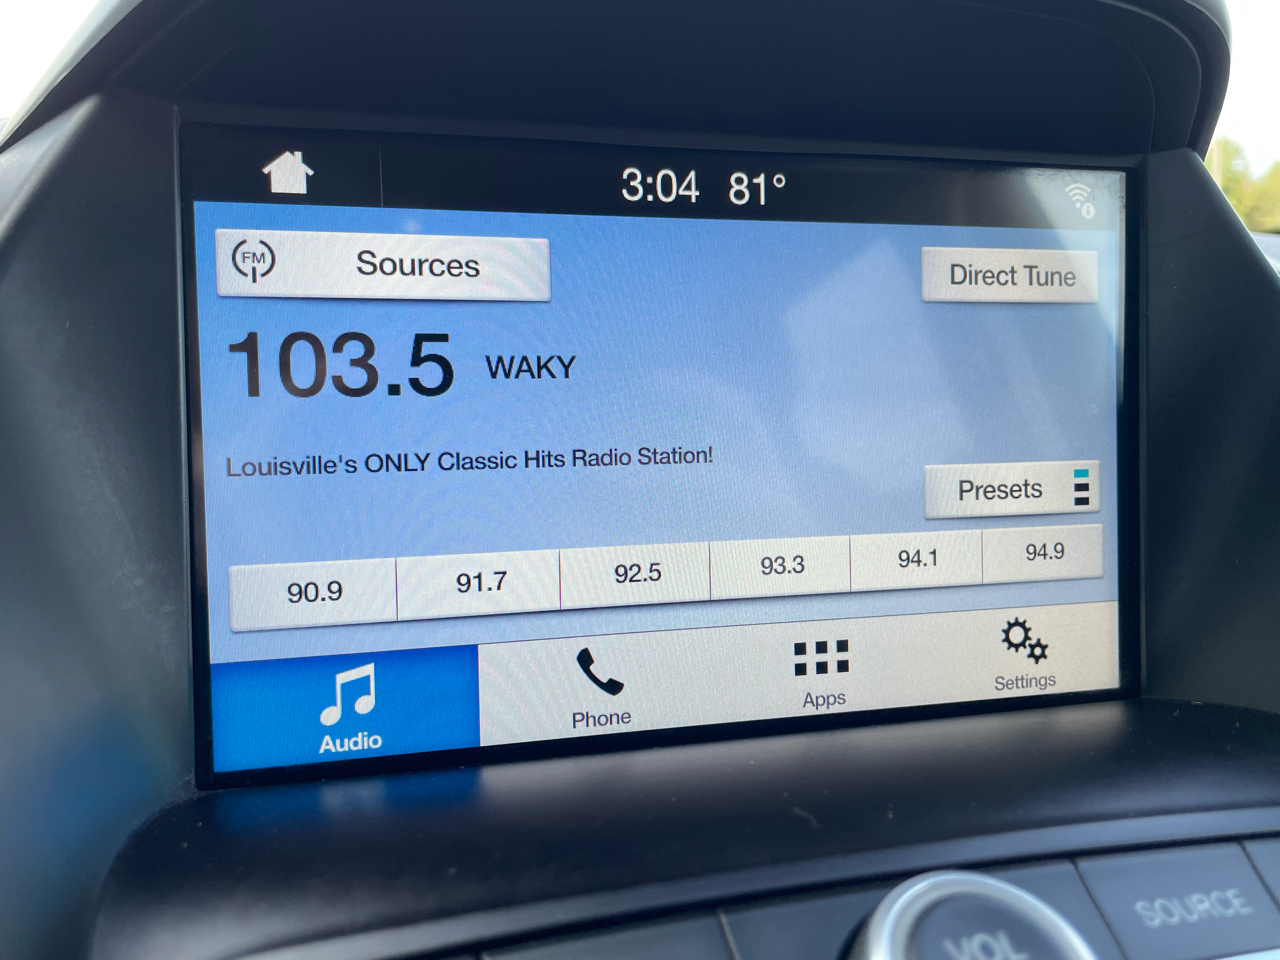 3:04 81°
FM Sources
Direct Tune
103.5 WAKY
Louisville's ONLY Classic Hits Radio Station!
Presets
90.9 91.7 92.5 93.3 94.1 94.9
Audio Phone Apps Settings
VOL SOURCE